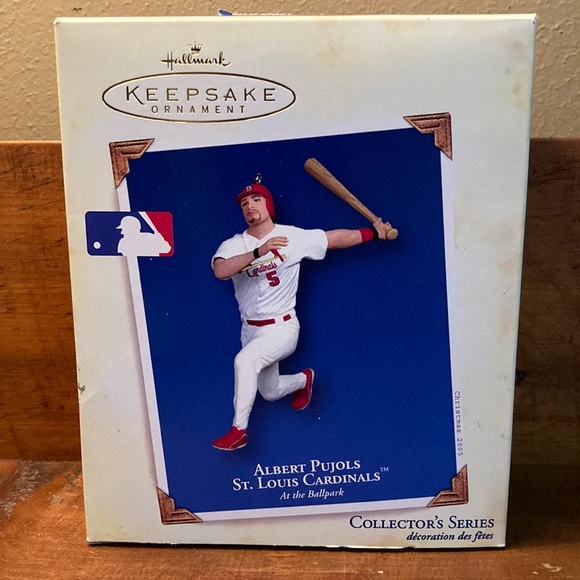 Hallmark
KEEPSAKE
ORNAMENT
Cardinals
5
Christmas 2005
ALBERT PUJOLS
ST. LOUIS CARDINALS™
At the Ballpark
COLLECTOR'S SERIES
décoration des fêtes